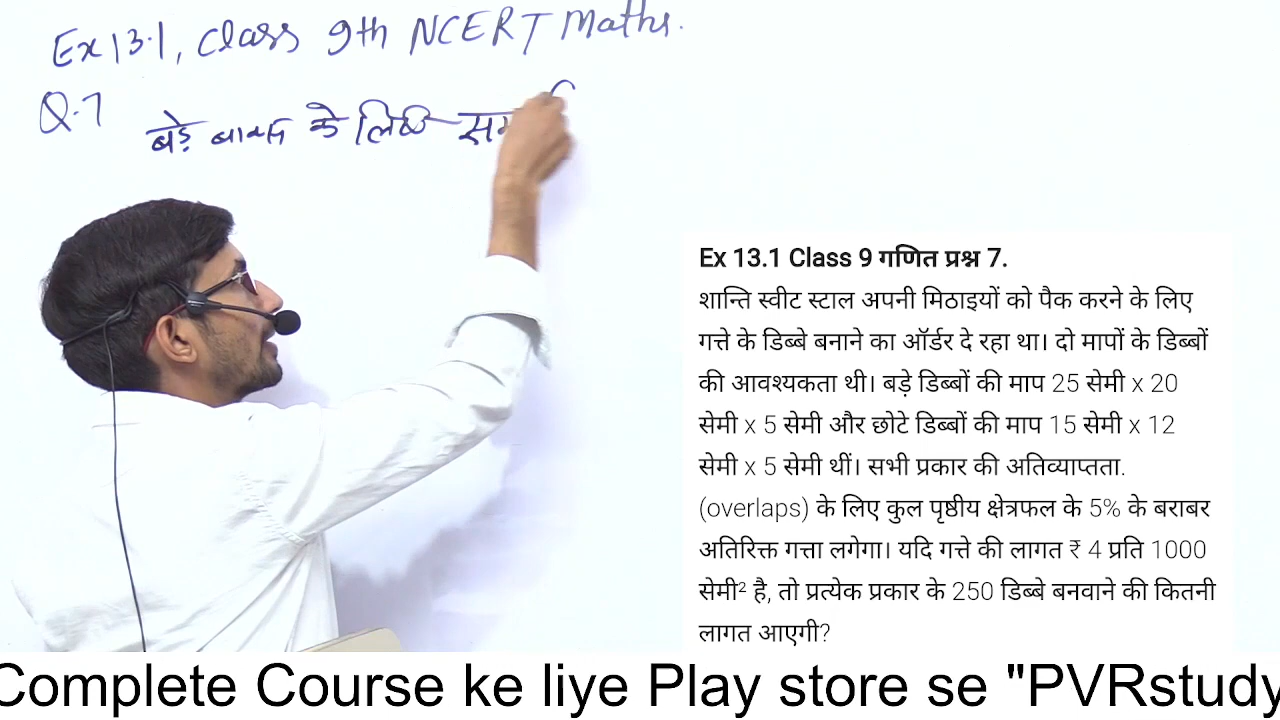 Ex 13.1, Class 9th NCERT Maths.
Q.7 बड़े बाक्स के लिए
Ex 13.1 Class 9 गणित प्रश्न 7.
शान्ति स्वीट स्टाल अपनी मिठाइयों को पैक करने के लिए
गत्ते के डिब्बे बनाने का ऑर्डर दे रहा था। दो मापों के डिब्बों
की आवश्यकता थी। बड़े डिब्बों की माप 25 सेमी x 20
सेमी x 5 सेमी और छोटे डिब्बों की माप 15 सेमी x 12
सेमी x 5 सेमी थीं। सभी प्रकार की अतिव्याप्तता.
(overlaps) के लिए कुल पृष्ठीय क्षेत्रफल के 5% के बराबर
अतिरिक्त गत्ता लगेगा। यदि गत्ते की लागत ₹ 4 प्रति 1000
सेमी² है, तो प्रत्येक प्रकार के 250 डिब्बे बनवाने की कितनी
लागत आएगी?
Complete Course ke liye Play store se "PVRstudy